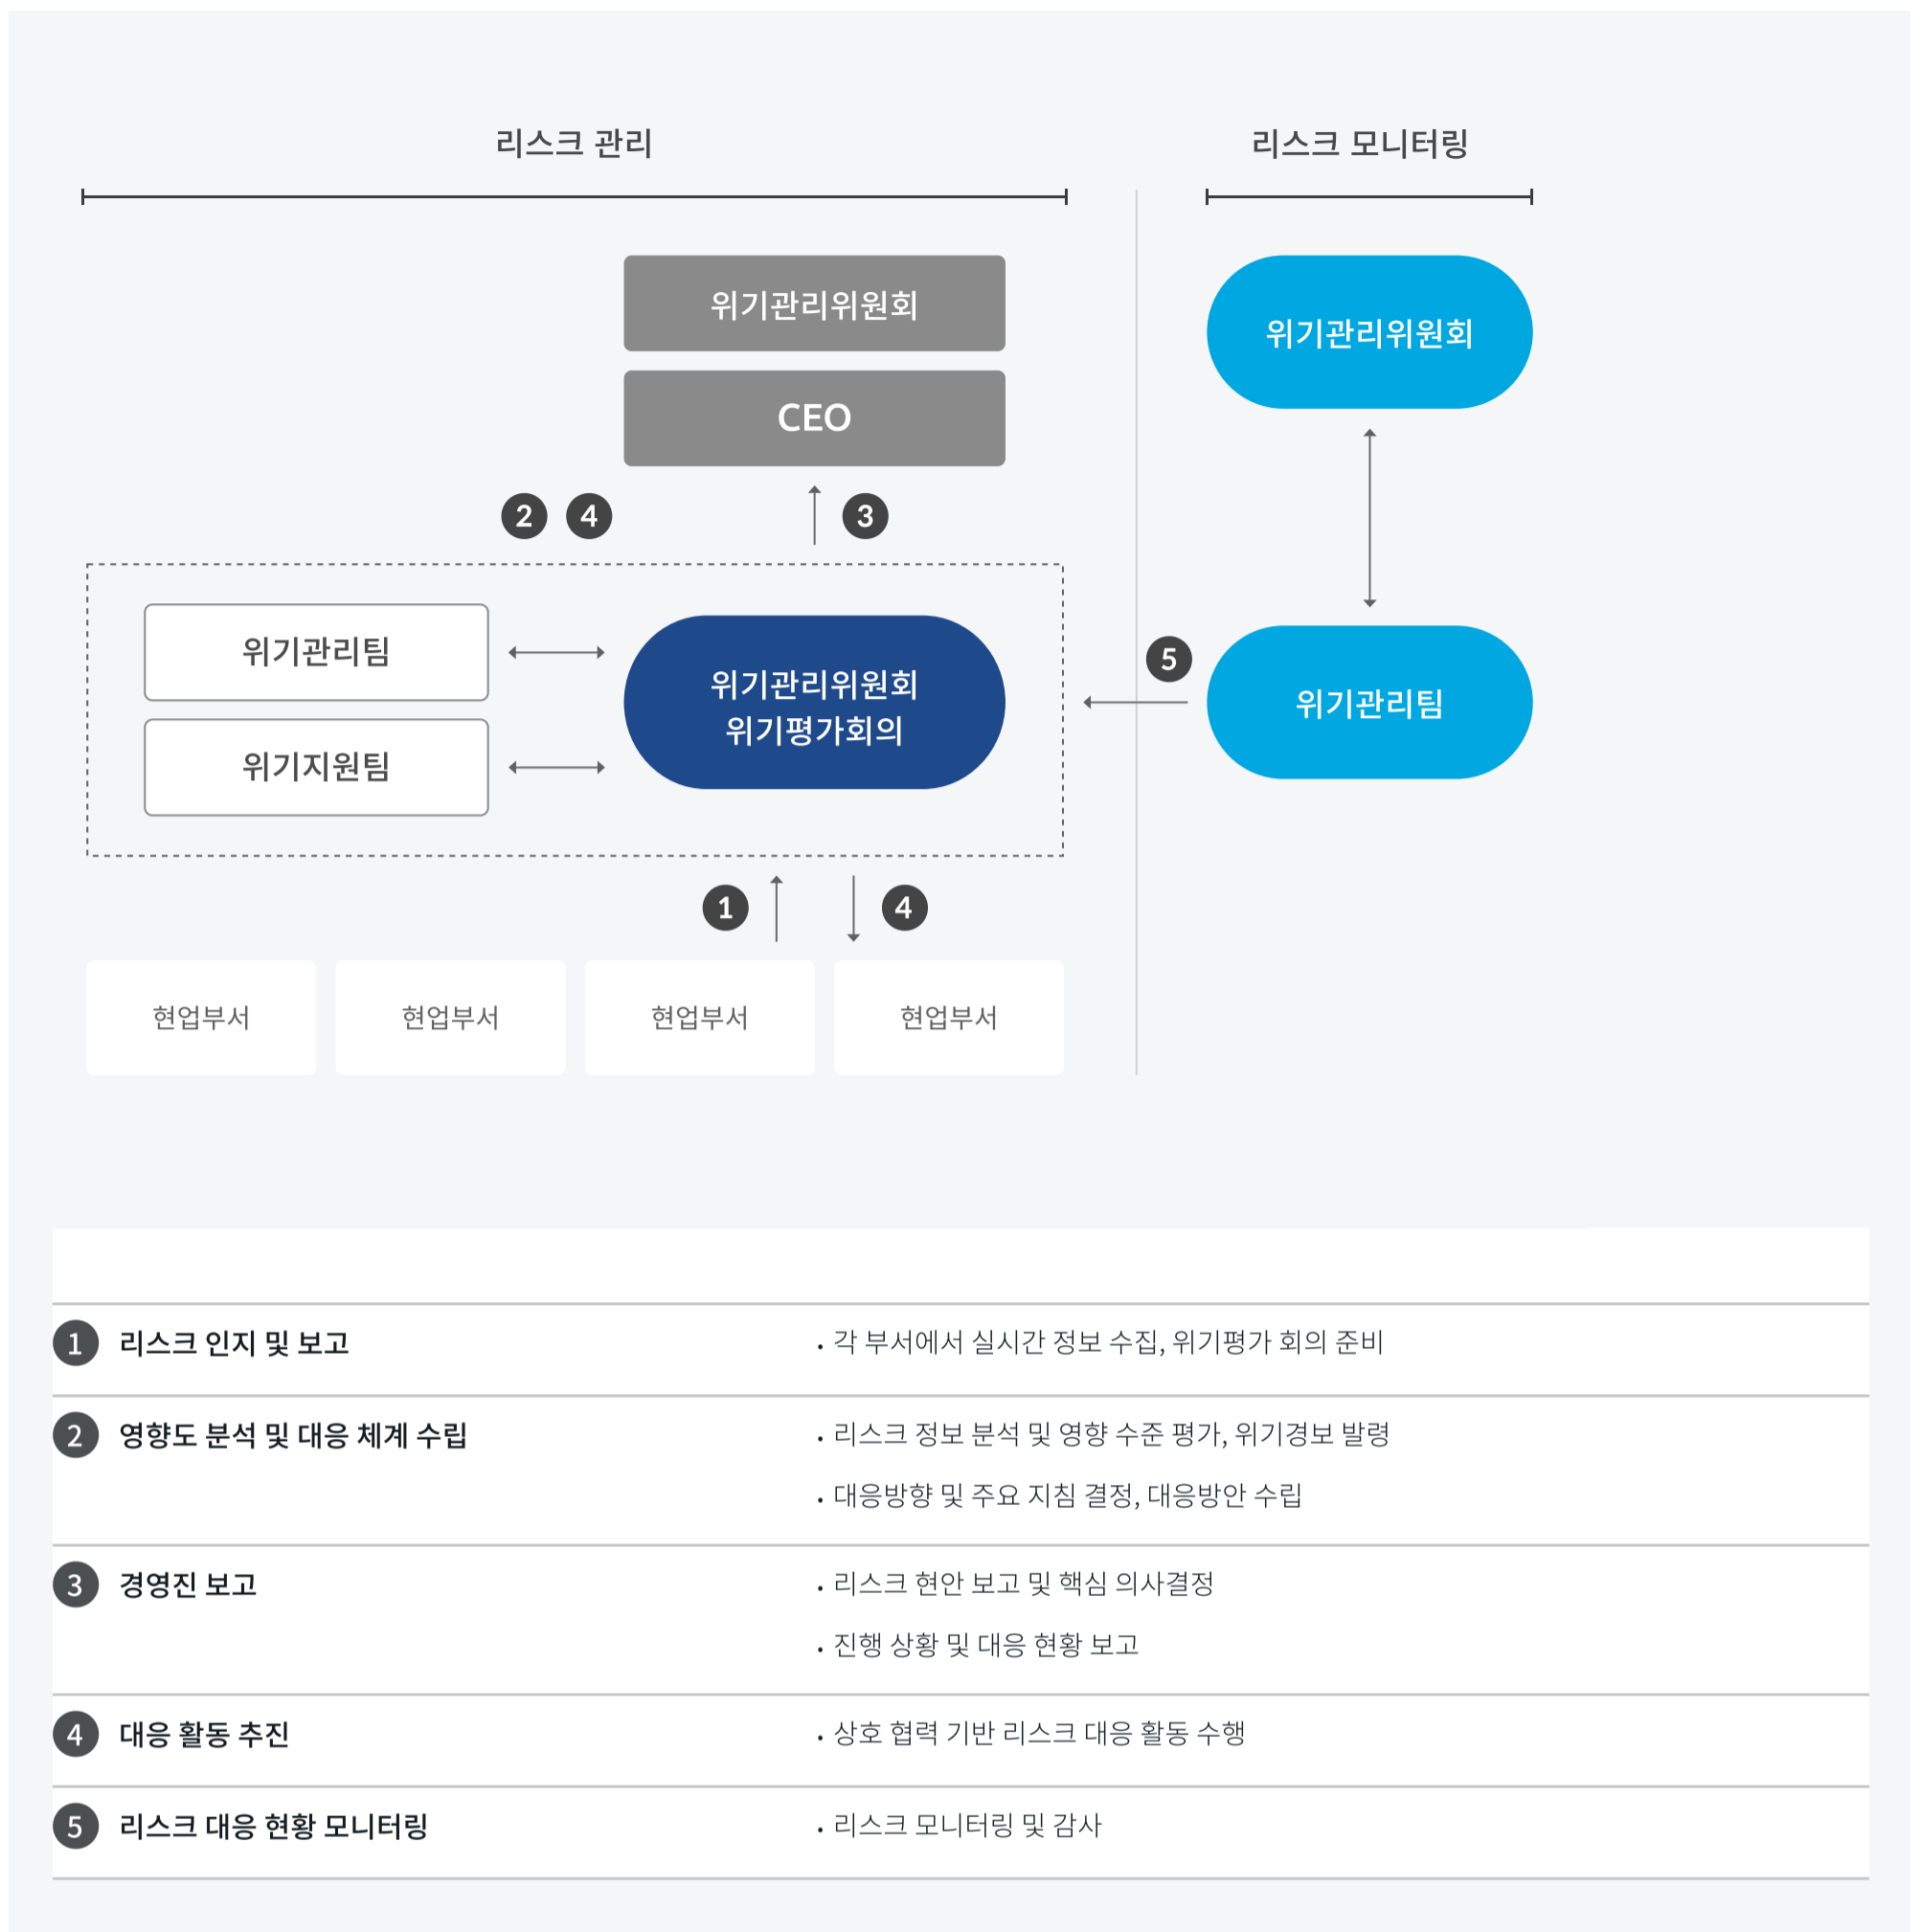 리스크 관리
리스크 모니터링
위기관리위원회
위기관리위원회
CEO
2 4
3
위기관리팀
위기관리위원회
위기평가회의
5
위기관리팀
위기지원팀
1
4
현업부서 현업부서 현업부서 현업부서
1 리스크 인지 및 보고
• 각 부서에서 실시간 정보 수집, 위기평가 회의 준비
2 영향도 분석 및 대응 체계 수립
• 리스크 정보 분석 및 영향 수준 평가, 위기경보 발령
• 대응방향 및 주요 지침 결정, 대응방안 수립
3 경영진 보고
• 리스크 현안 보고 및 핵심 의사결정
• 진행 상황 및 대응 현황 보고
4 대응 활동 추진
• 상호 협력 기반 리스크 대응 활동 수행
5 리스크 대응 현황 모니터링
• 리스크 모니터링 및 감사